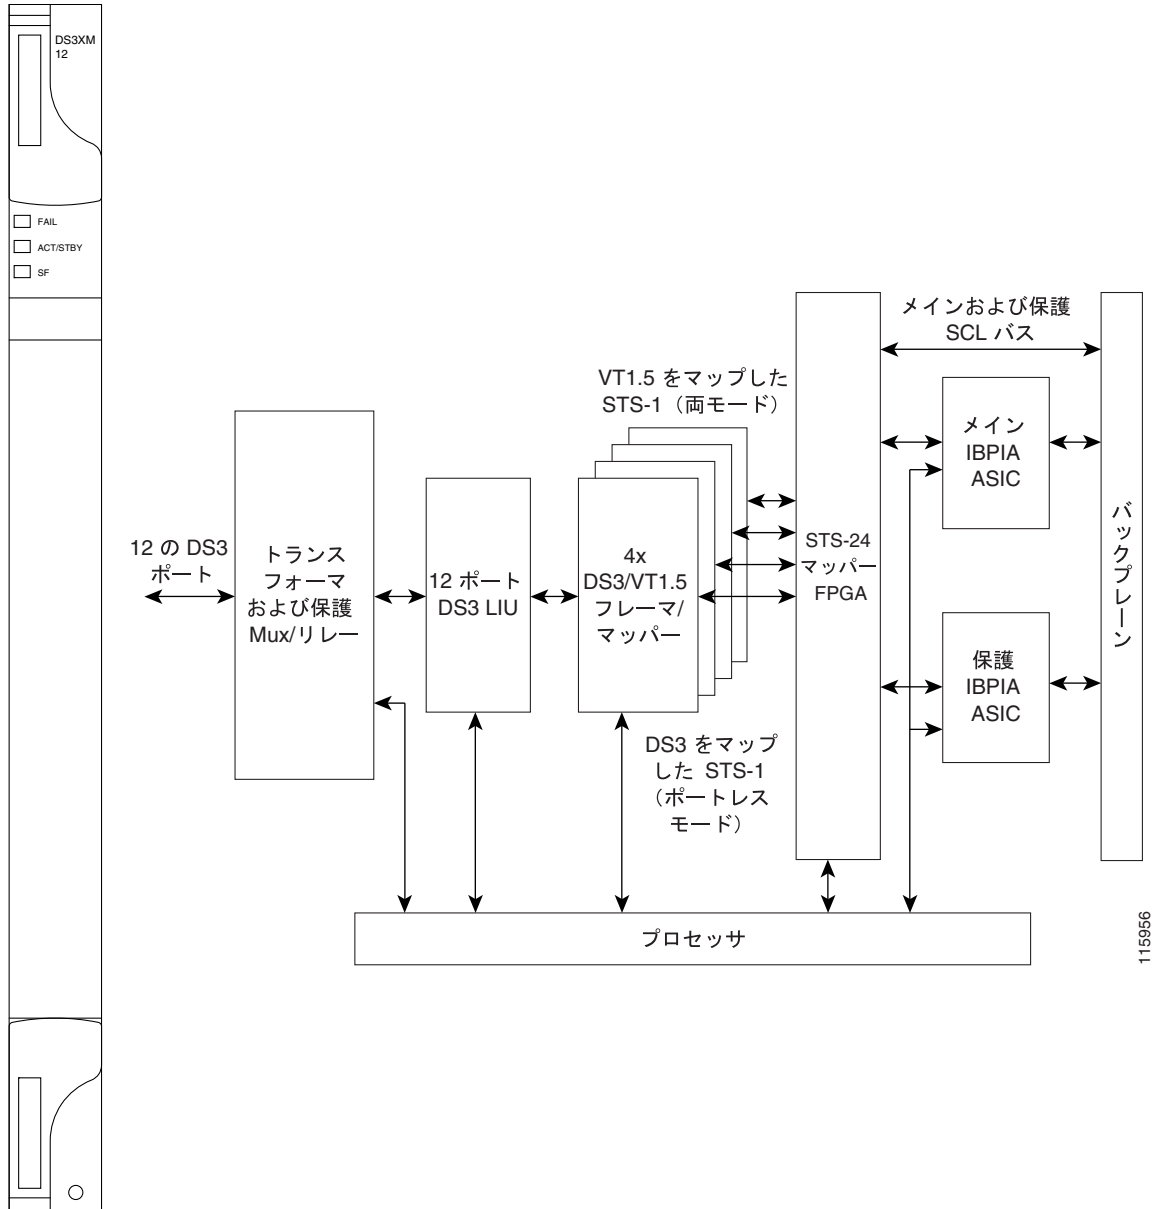 DS3XM
12
FAIL
ACT/STBY
SF
メインおよび保護
SCL バス
VT1.5 をマップした
STS-1（両モード）
メイン
IBPIA
ASIC
12 の DS3
ポート
トランス
フォーマ
および保護
Mux/リレー
12 ポート
DS3 LIU
4x
DS3/VT1.5
フレーマ/
マッパー
STS-24
マッパー
FPGA
バックプレーン
保護
IBPIA
ASIC
DS3 をマップ
した STS-1
（ポートレス
モード）
プロセッサ
115956